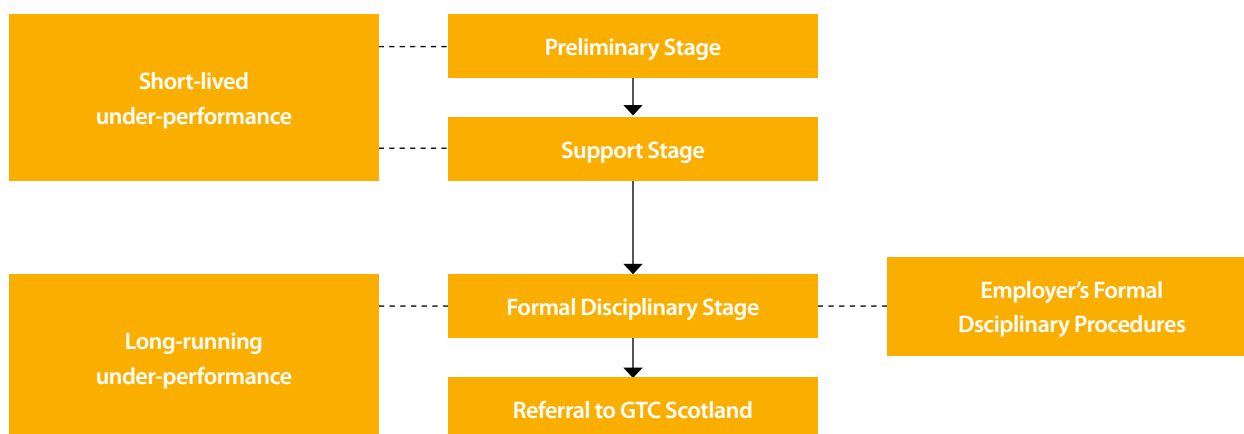 Short-lived
under-performance
Preliminary Stage
Support Stage
Long-running
under-performance
Formal Disciplinary Stage
Employer’s Formal
Dsciplinary Procedures
Referral to GTC Scotland